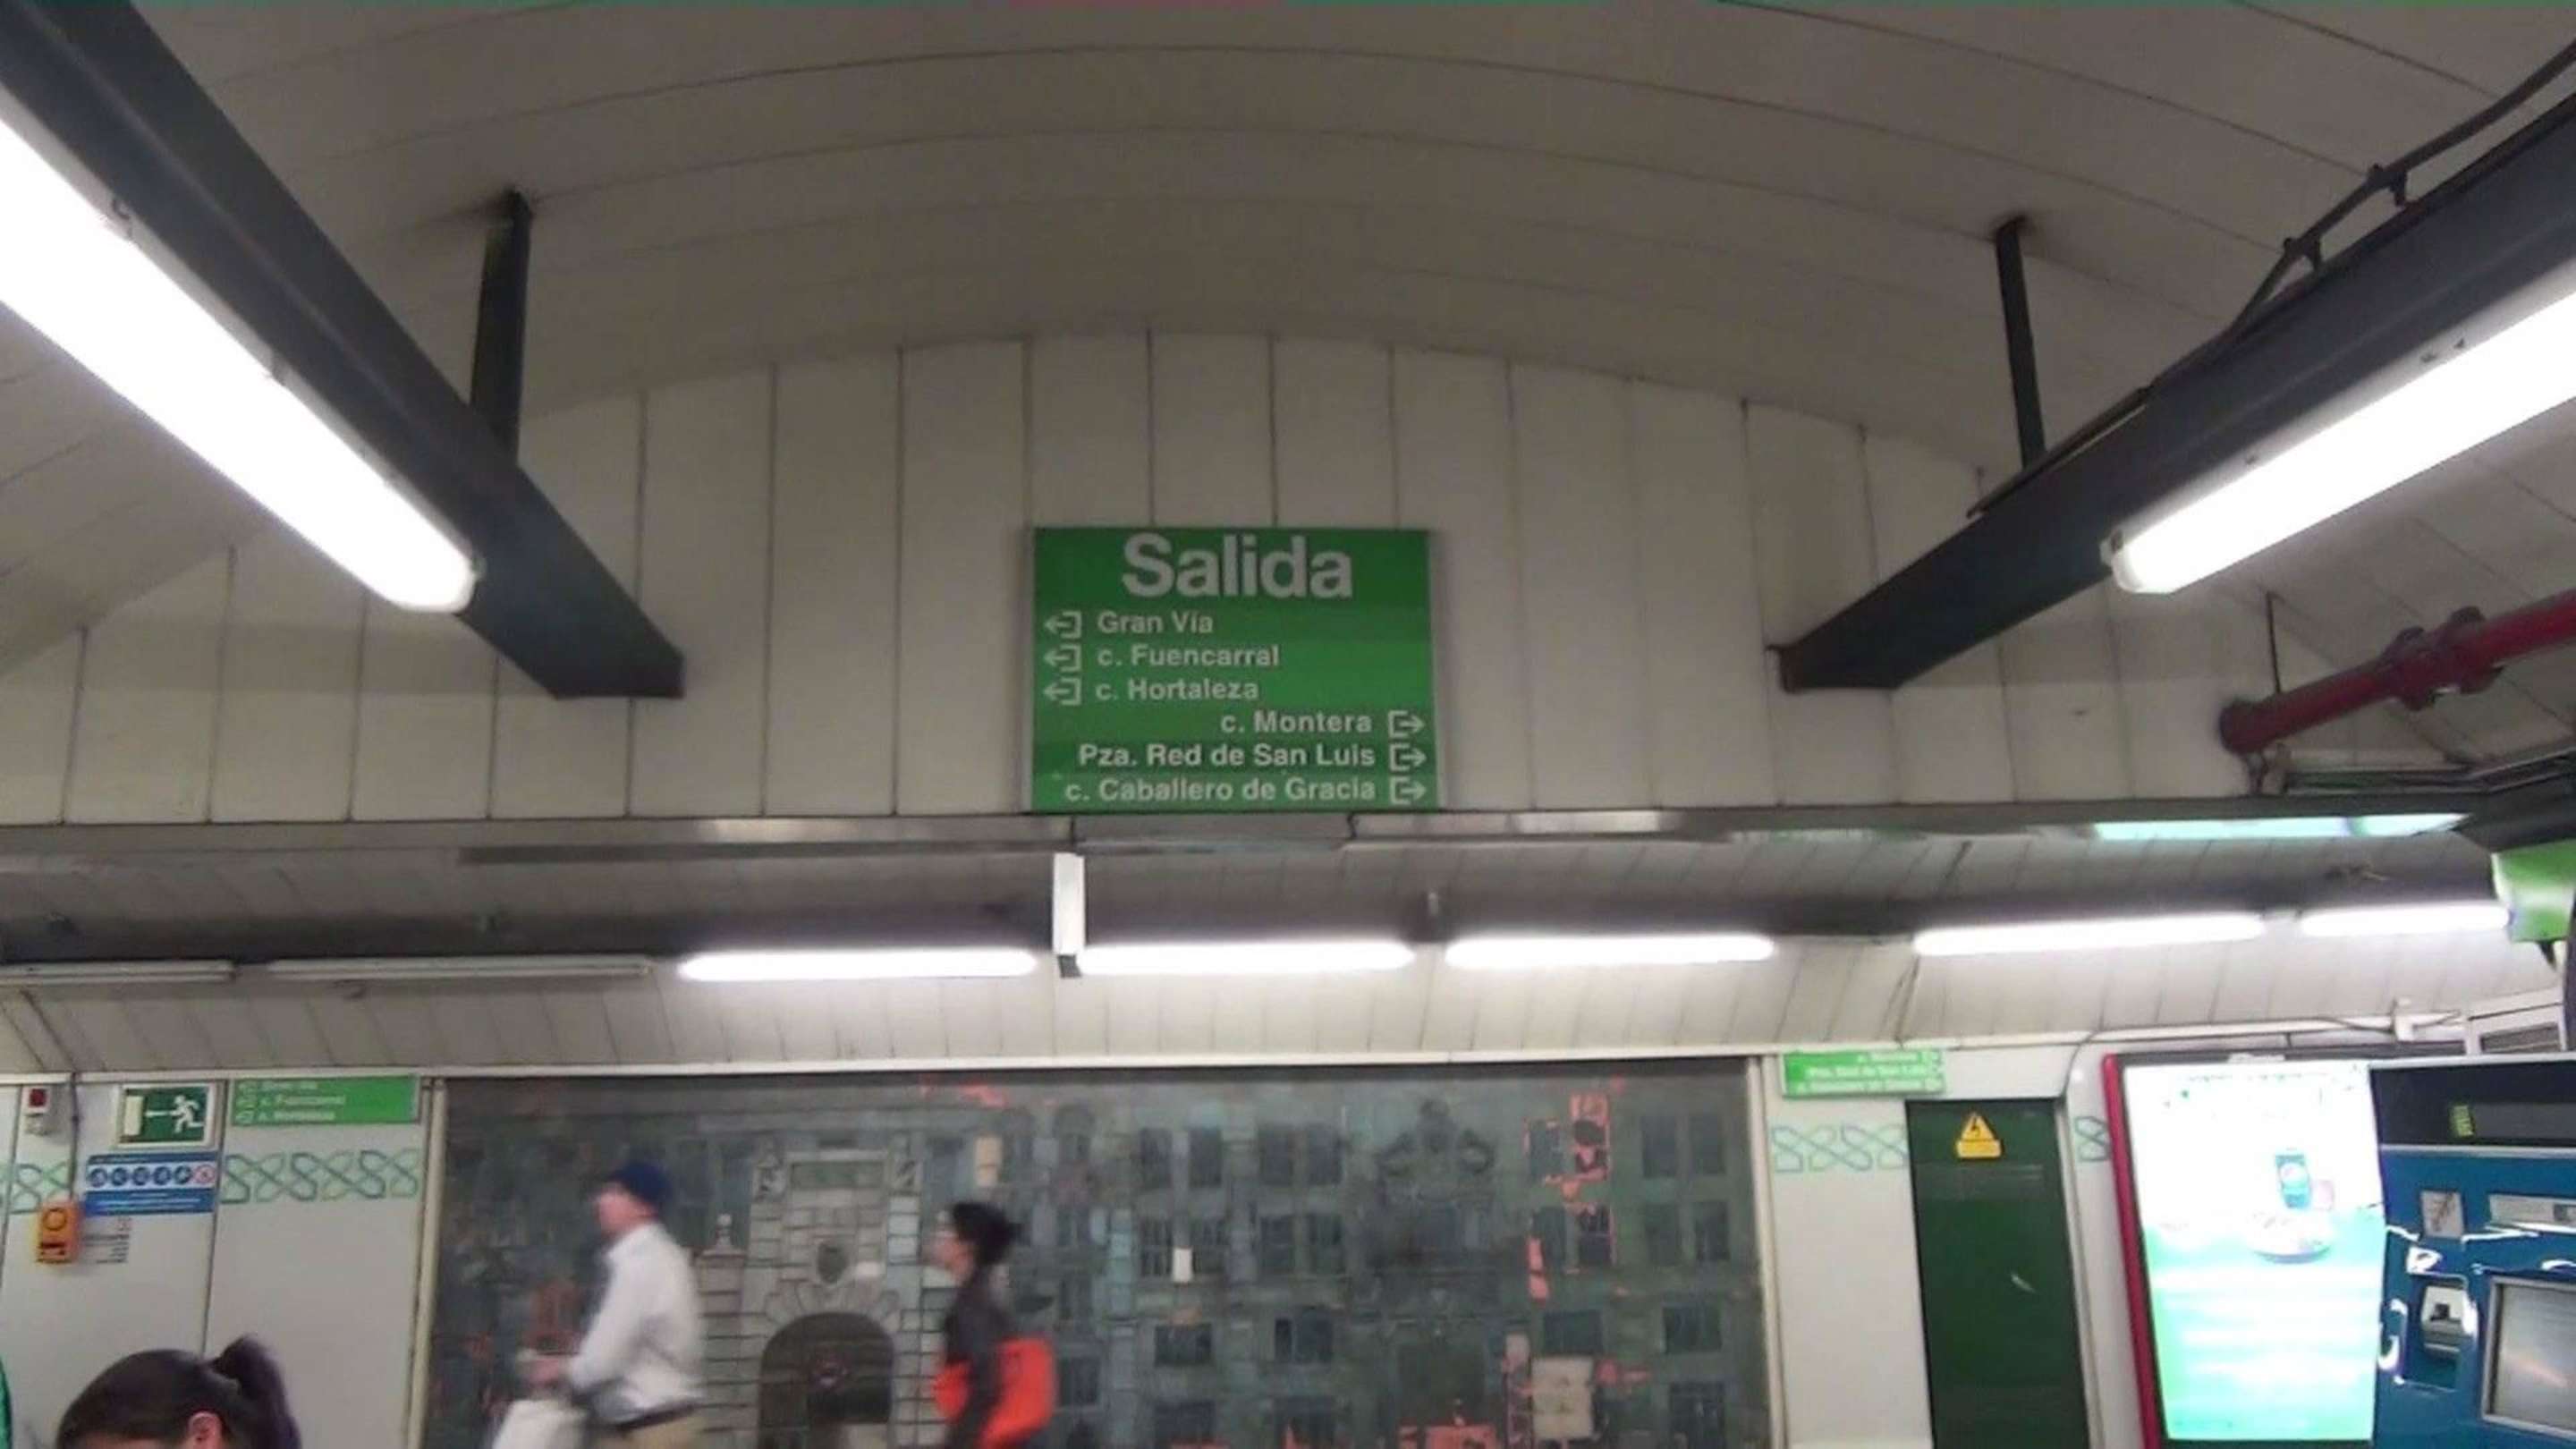 Salida
Gran Vía
c. Fuencarral
c. Hortaleza
c. Montera
Pza. Red de San Luis
c. Caballero de Gracia